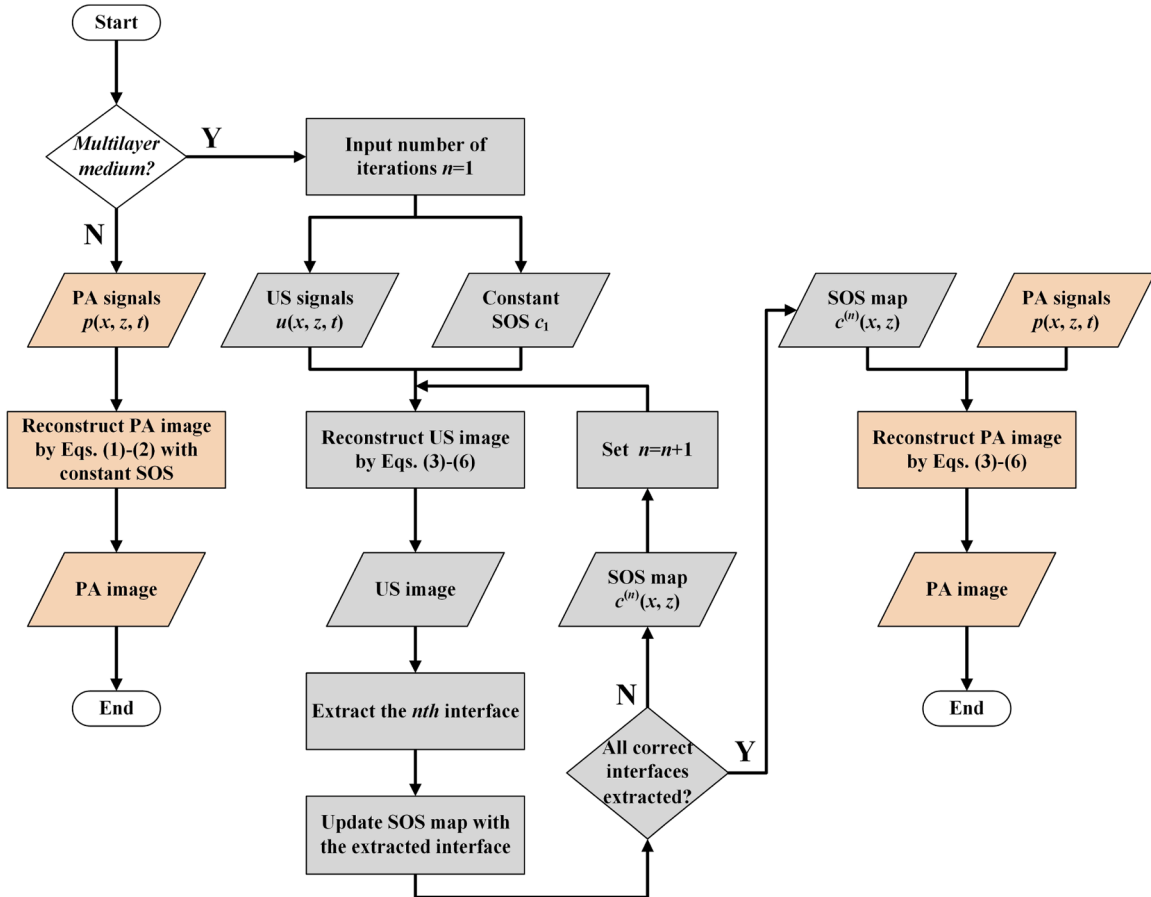 Start
Multilayer
medium?
Y
N
Input number of
iterations n=1
PA signals
p(x, z, t)
US signals
u(x, z, t)
Constant
SOS c₁
SOS map
c⁽ⁿ⁾(x, z)
PA signals
p(x, z, t)
Reconstruct PA image
by Eqs. (1)-(2) with
constant SOS
Reconstruct US image
by Eqs. (3)-(6)
Set n=n+1
Reconstruct PA image
by Eqs. (3)-(6)
PA image
US image
SOS map
c⁽ⁿ⁾(x, z)
PA image
End
Extract the nth interface
N
End
All correct
interfaces
extracted?
Y
Update SOS map with
the extracted interface